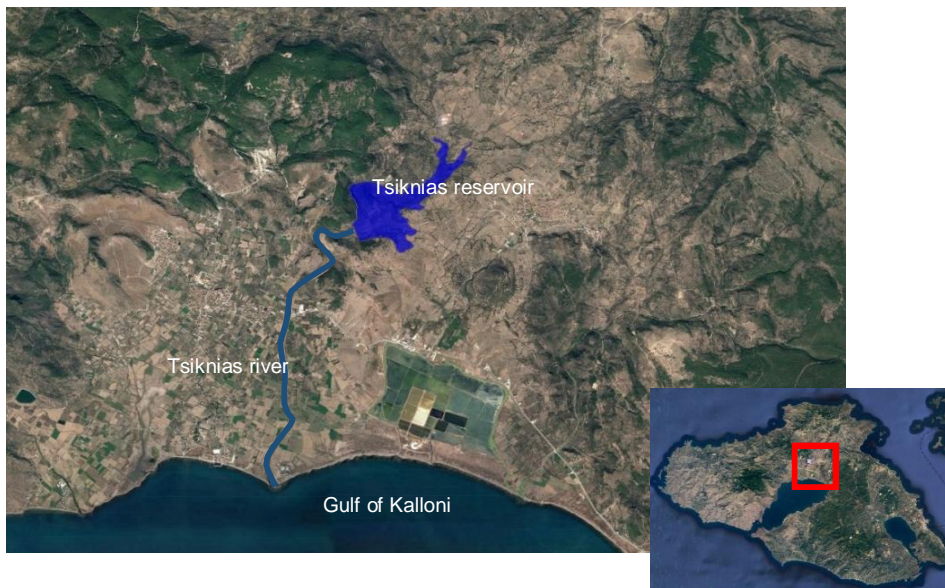 Tsiknias reservoir
Tsiknias river
Gulf of Kalloni